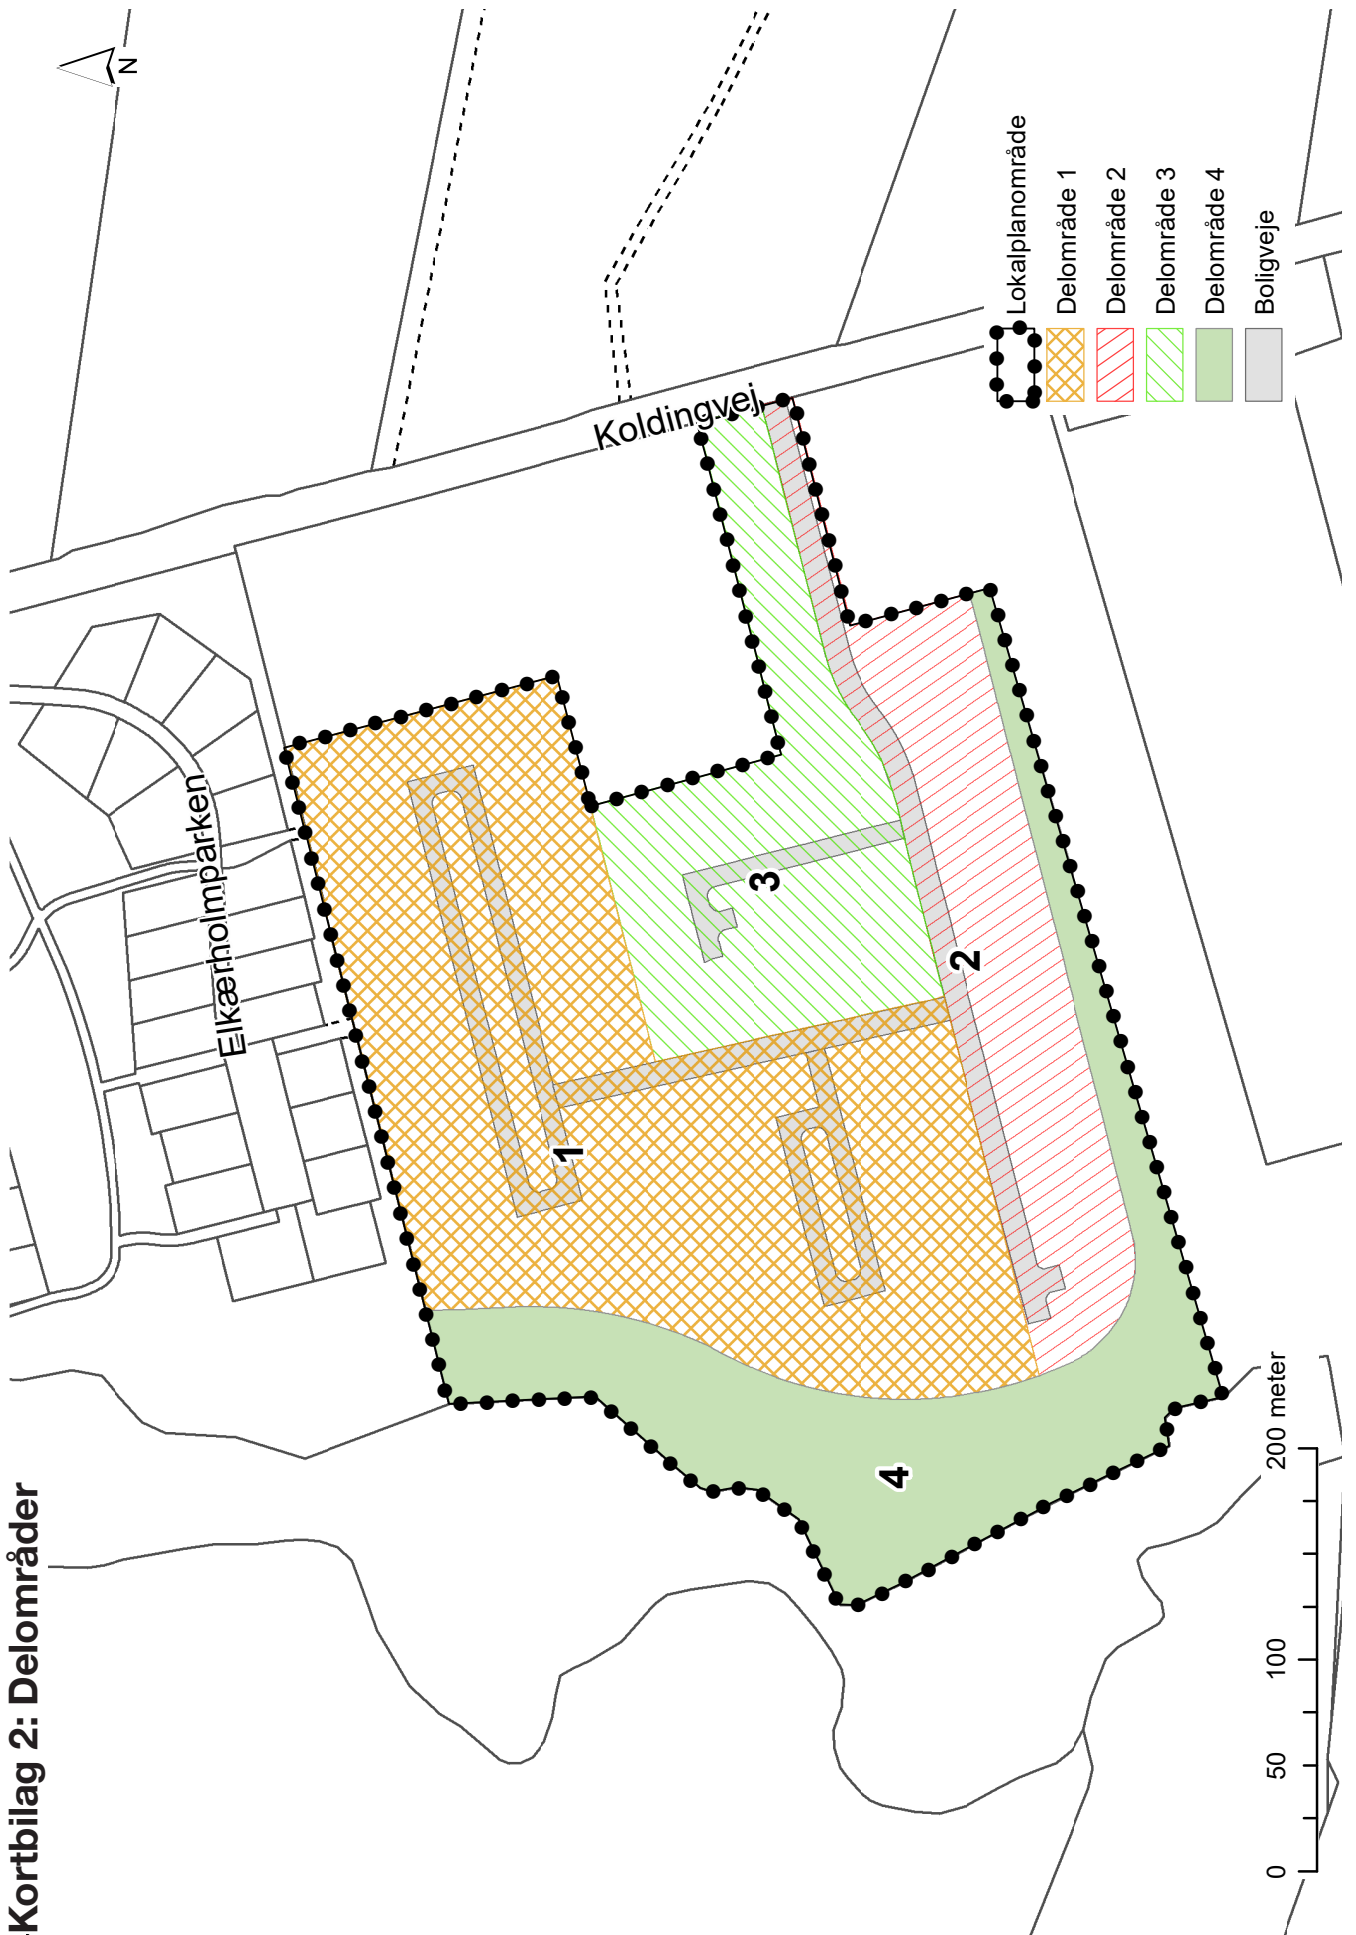 Kortbilag 2: Delområder
N
Elkærholmparken
Koldingvej
1
2
3
4
Lokalplanområde
Delområde 1
Delområde 2
Delområde 3
Delområde 4
Boligveje
0 50 100 200 meter